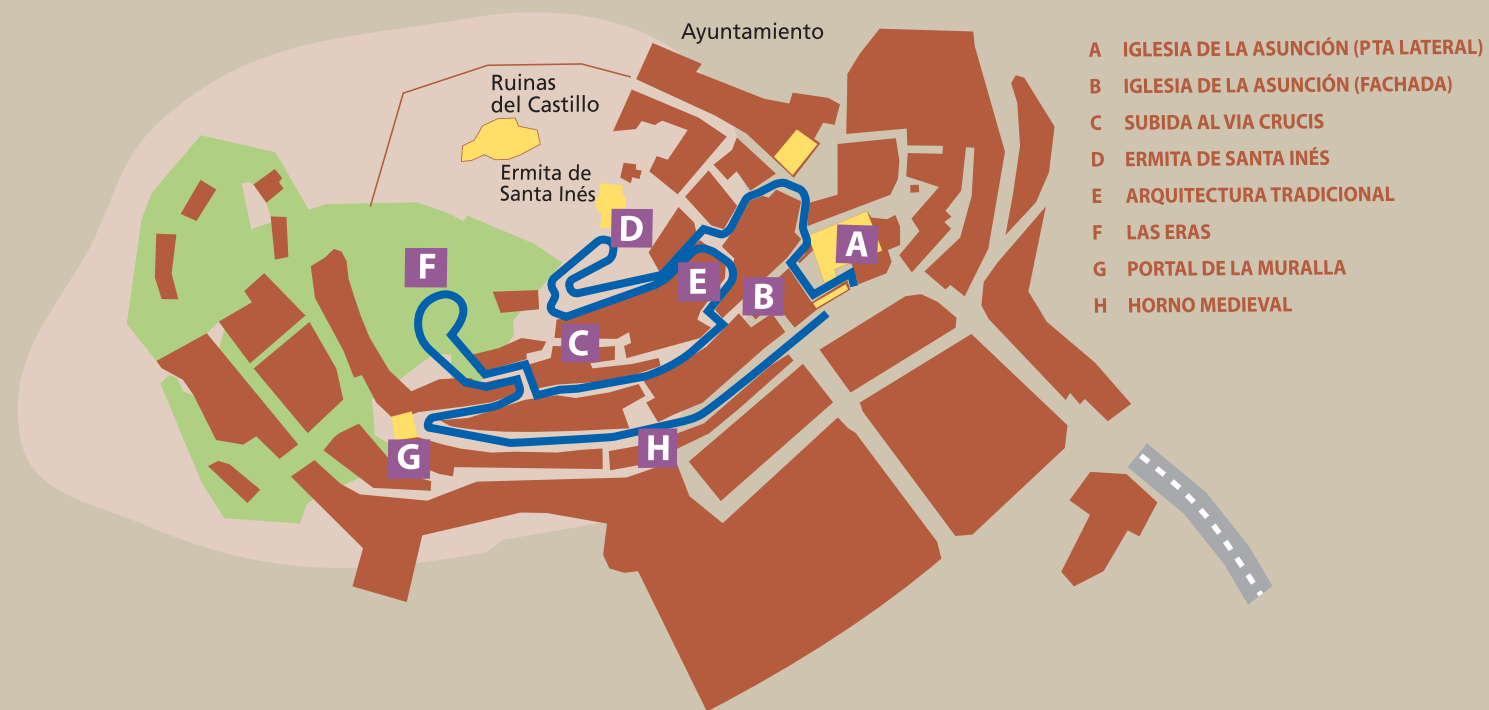 Ayuntamiento
Ruinas
del Castillo
Ermita de
Santa Inés
D
F
A
E
B
C
H
G
A IGLESIA DE LA ASUNCIÓN (PTA LATERAL)
B IGLESIA DE LA ASUNCIÓN (FACHADA)
C SUBIDA AL VIA CRUCIS
D ERMITA DE SANTA INÉS
E ARQUITECTURA TRADICIONAL
F LAS ERAS
G PORTAL DE LA MURALLA
H HORNO MEDIEVAL